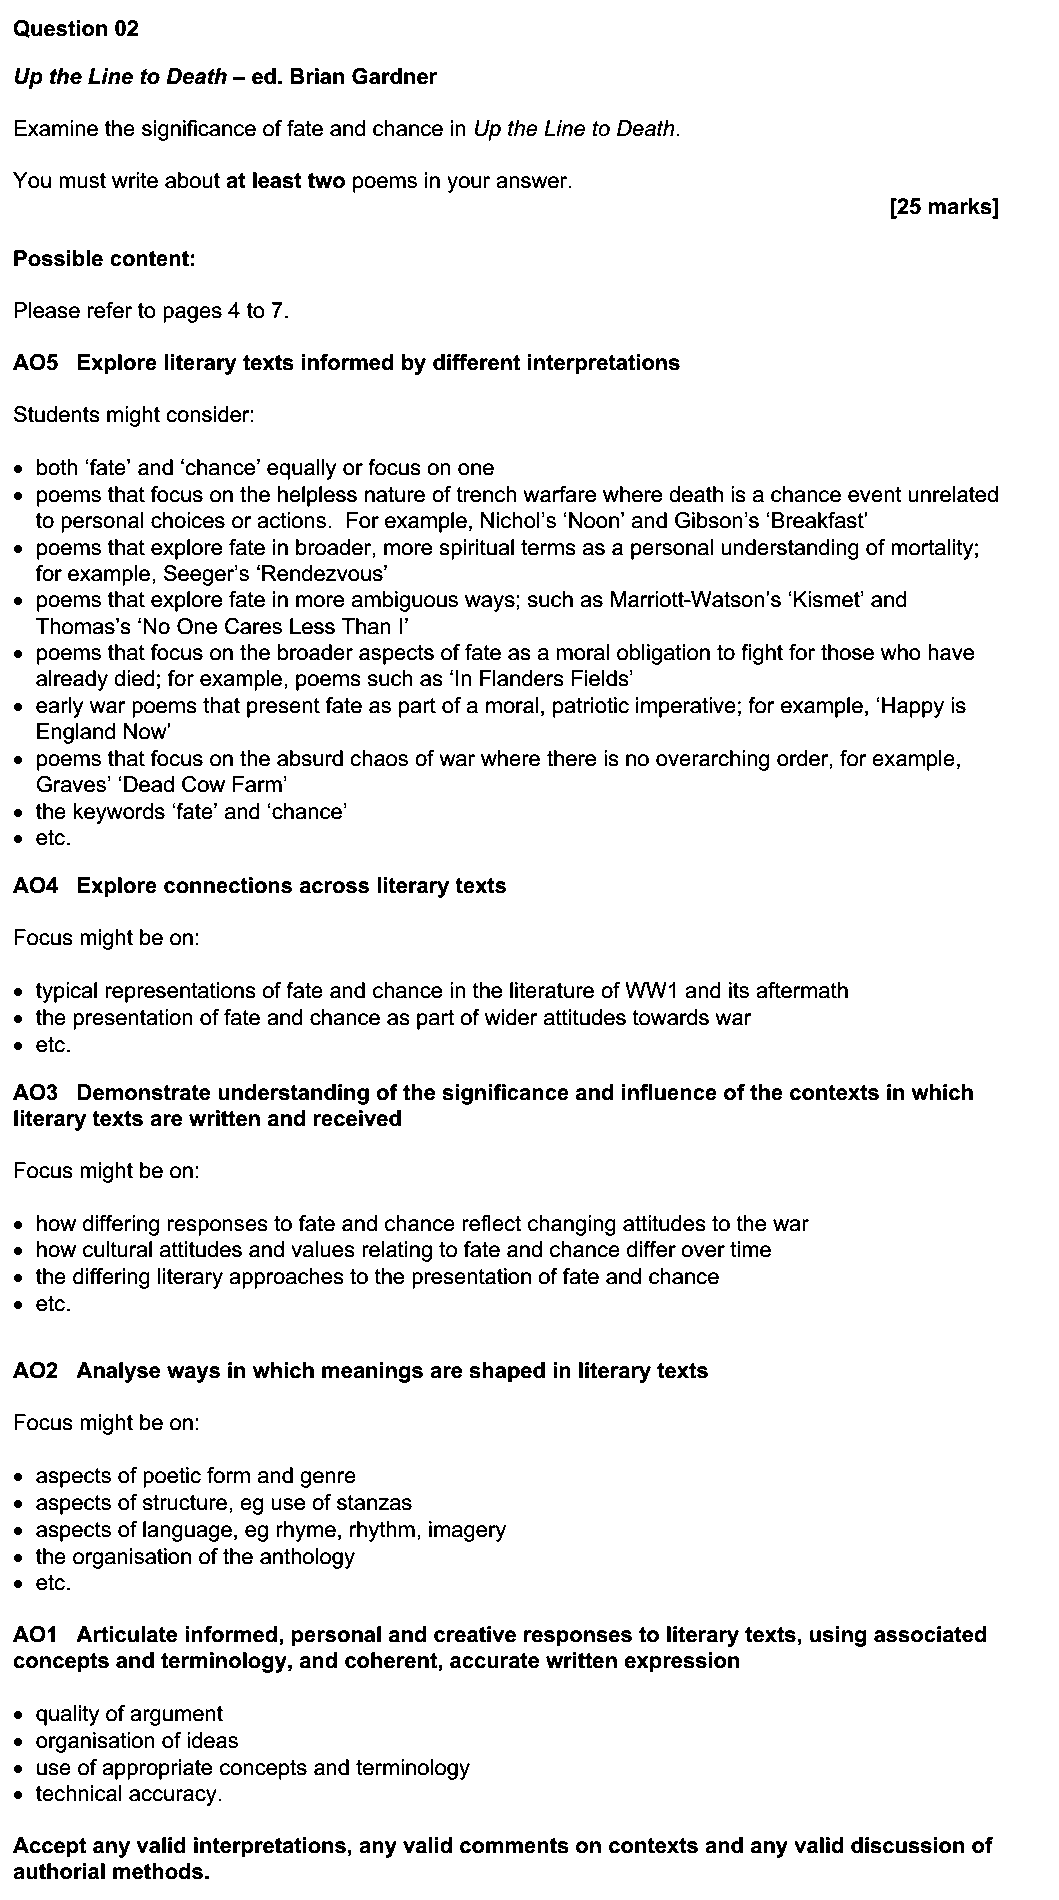 Question 02
Up the Line to Death – ed. Brian Gardner
Examine the significance of fate and chance in Up the Line to Death.
You must write about at least two poems in your answer.
[25 marks]
Possible content:
Please refer to pages 4 to 7.
AO5 Explore literary texts informed by different interpretations
Students might consider:
• both ‘fate’ and ‘chance’ equally or focus on one
• poems that focus on the helpless nature of trench warfare where death is a chance event unrelated
to personal choices or actions. For example, Nichol’s ‘Noon’ and Gibson’s ‘Breakfast’
• poems that explore fate in broader, more spiritual terms as a personal understanding of mortality;
for example, Seeger’s ‘Rendezvous’
• poems that explore fate in more ambiguous ways; such as Marriott-Watson’s ‘Kismet’ and
Thomas’s ‘No One Cares Less Than I’
• poems that focus on the broader aspects of fate as a moral obligation to fight for those who have
already died; for example, poems such as ‘In Flanders Fields’
• early war poems that present fate as part of a moral, patriotic imperative; for example, ‘Happy is
England Now’
• poems that focus on the absurd chaos of war where there is no overarching order, for example,
Graves’ ‘Dead Cow Farm’
• the keywords ‘fate’ and ‘chance’
• etc.
AO4 Explore connections across literary texts
Focus might be on:
• typical representations of fate and chance in the literature of WW1 and its aftermath
• the presentation of fate and chance as part of wider attitudes towards war
• etc.
AO3 Demonstrate understanding of the significance and influence of the contexts in which
literary texts are written and received
Focus might be on:
• how differing responses to fate and chance reflect changing attitudes to the war
• how cultural attitudes and values relating to fate and chance differ over time
• the differing literary approaches to the presentation of fate and chance
• etc.
AO2 Analyse ways in which meanings are shaped in literary texts
Focus might be on:
• aspects of poetic form and genre
• aspects of structure, eg use of stanzas
• aspects of language, eg rhyme, rhythm, imagery
• the organisation of the anthology
• etc.
AO1 Articulate informed, personal and creative responses to literary texts, using associated
concepts and terminology, and coherent, accurate written expression
• quality of argument
• organisation of ideas
• use of appropriate concepts and terminology
• technical accuracy.
Accept any valid interpretations, any valid comments on contexts and any valid discussion of
authorial methods.